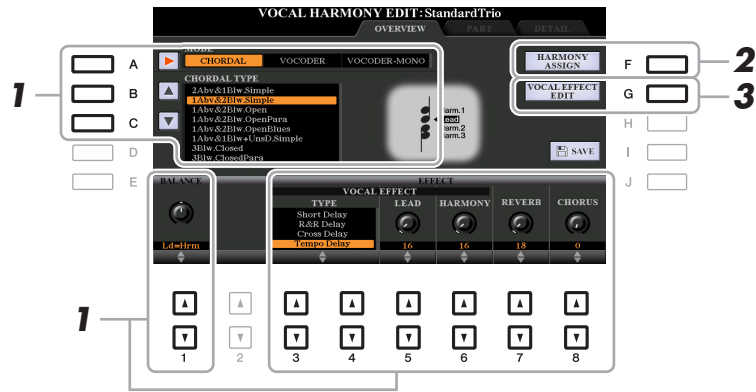 VOCAL HARMONY EDIT: StandardTrio
OVERVIEW PART DETAIL
MODE
CHORDAL VOCODER VOCODER-MONO
CHORDAL TYPE
2Abv&1Blw.Simple
1Abv&2Blw.Simple
1Abv&2Blw.Open
1Abv&2Blw.OpenPara
1Abv&2Blw.OpenBlues
1Abv&1Blw+UnsD.Simple
3Blw.Closed
3Blw.ClosedPara
Harm.1
Lead
Harm.2
Harm.3
HARMONY
ASSIGN
VOCAL EFFECT
EDIT
SAVE
A
B
C
D
E
F
G
H
I
J
1
2
3
BALANCE
Ld=Hrm
EFFECT
VOCAL EFFECT
TYPE LEAD HARMONY REVERB CHORUS
Short Delay
R&R Delay
Cross Delay
Tempo Delay
16 16 18 0
1
1 2 3 4 5 6 7 8